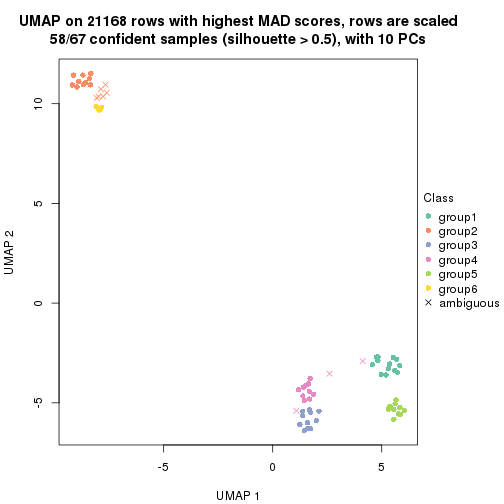 UMAP on 21168 rows with highest MAD scores, rows are scaled
58/67 confident samples (silhouette > 0.5), with 10 PCs
10
5
0
-5
UMAP 2
-5
0
5
UMAP 1
Class
group1
group2
group3
group4
group5
group6
ambiguous